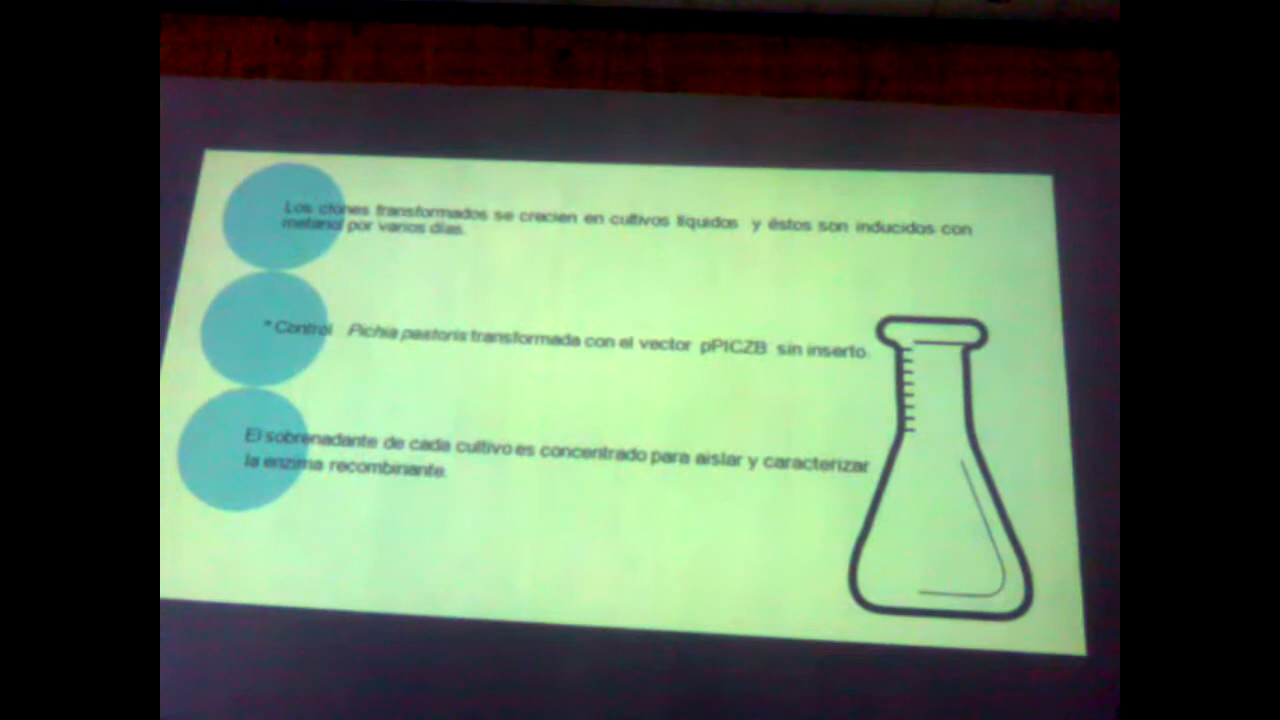 Los clones transformados se crecien en cultivos líquidos y éstos son inducidos con
metanol por varios días.
* Control Pichia pastoris transformada con el vector pPICZB sin inserto.
El sobrenadante de cada cultivo es concentrado para aislar y caracterizar
la enzima recombinante.